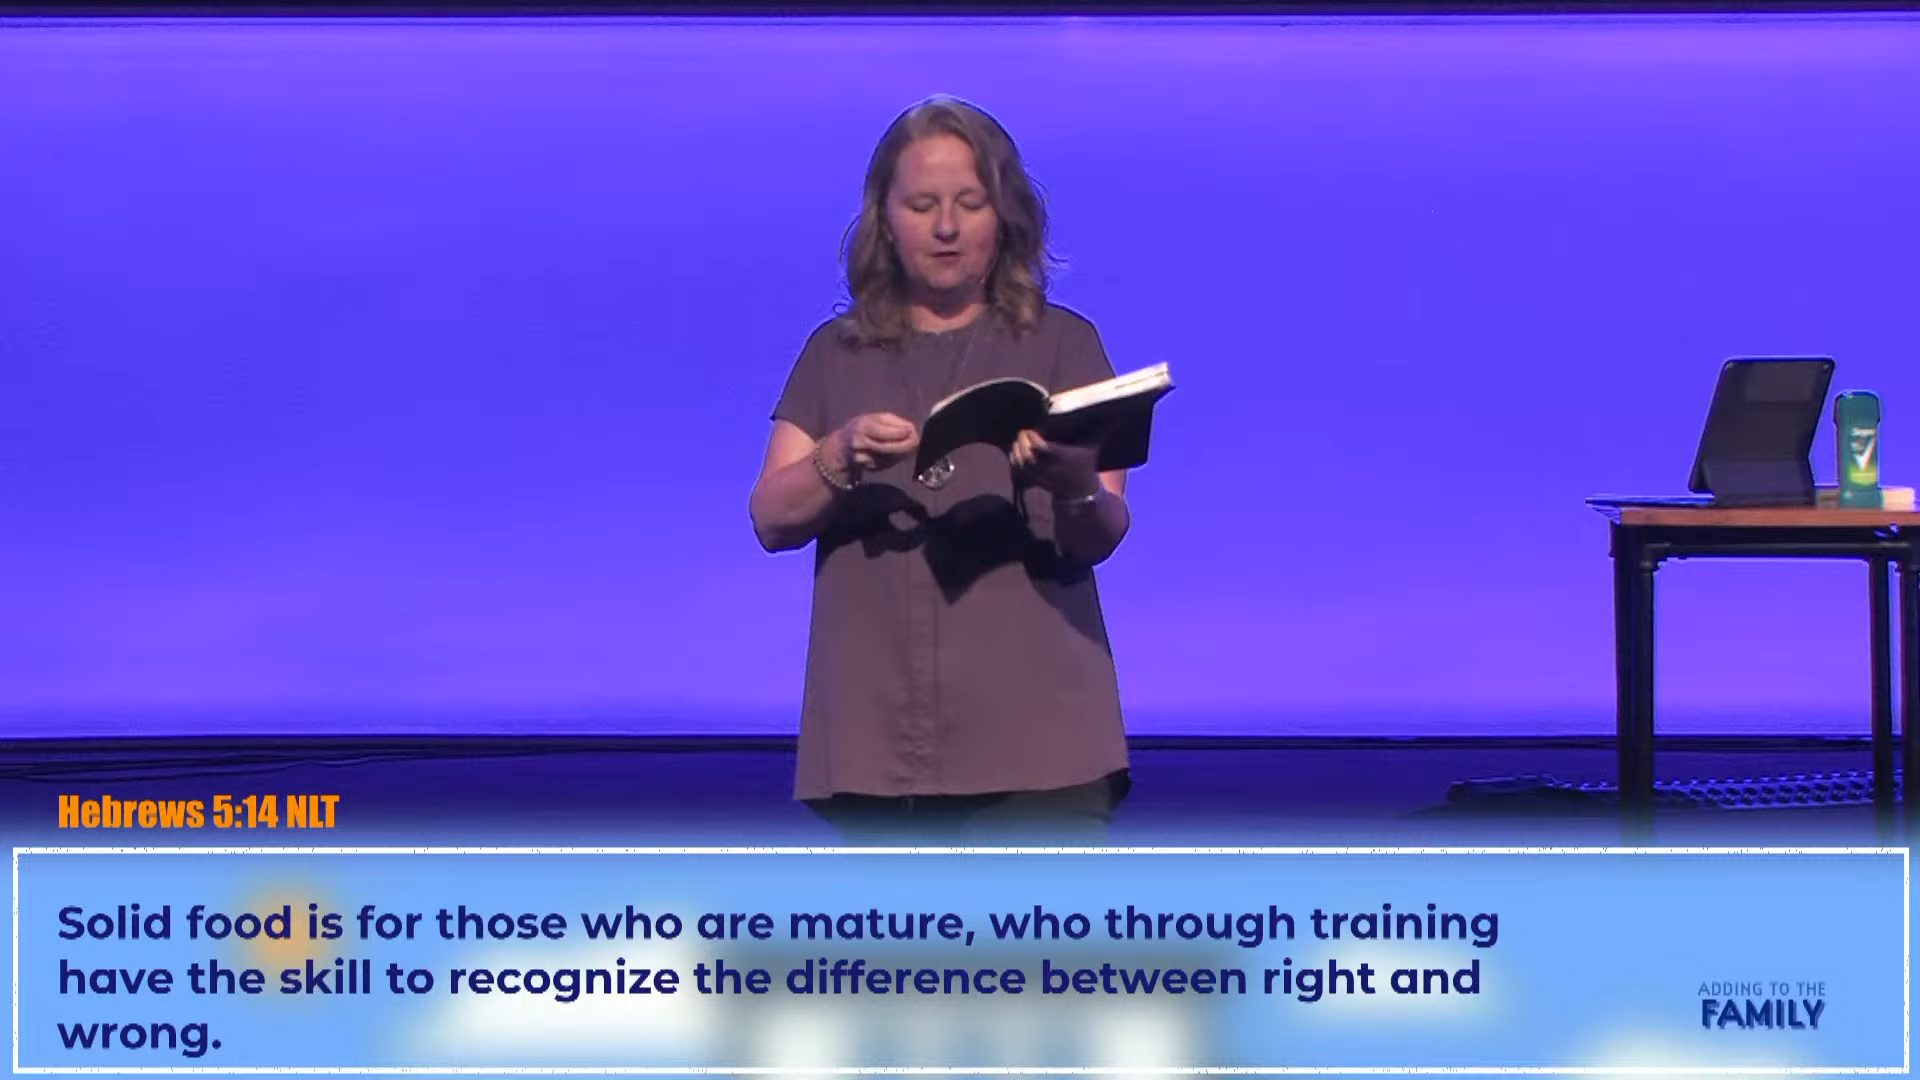 Hebrews 5:14 NLT
Solid food is for those who are mature, who through training
have the skill to recognize the difference between right and
wrong.
ADDING TO THE
FAMILY